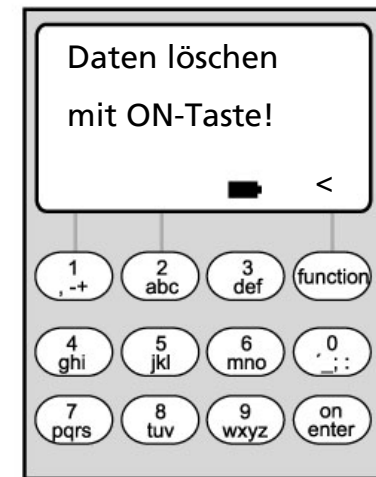 Daten löschen
mit ON-Taste!
<
1 2 3 function
, -+ abc def
4 5 6 0
ghi jkl mno ´_; :
7 8 9 on
pqrs tuv wxyz enter